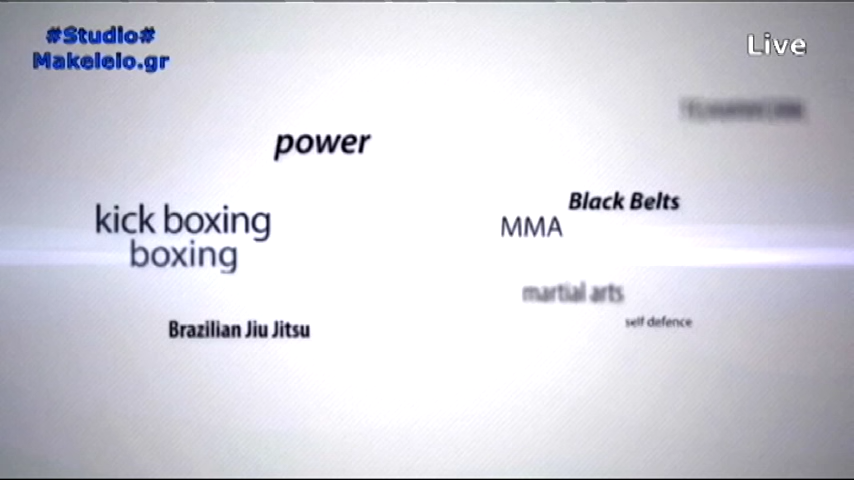 #Studio#
Makeleio.gr
Live
power
Black Belts
kick boxing
MMA
boxing
martial arts
self defence
Brazilian Jiu Jitsu